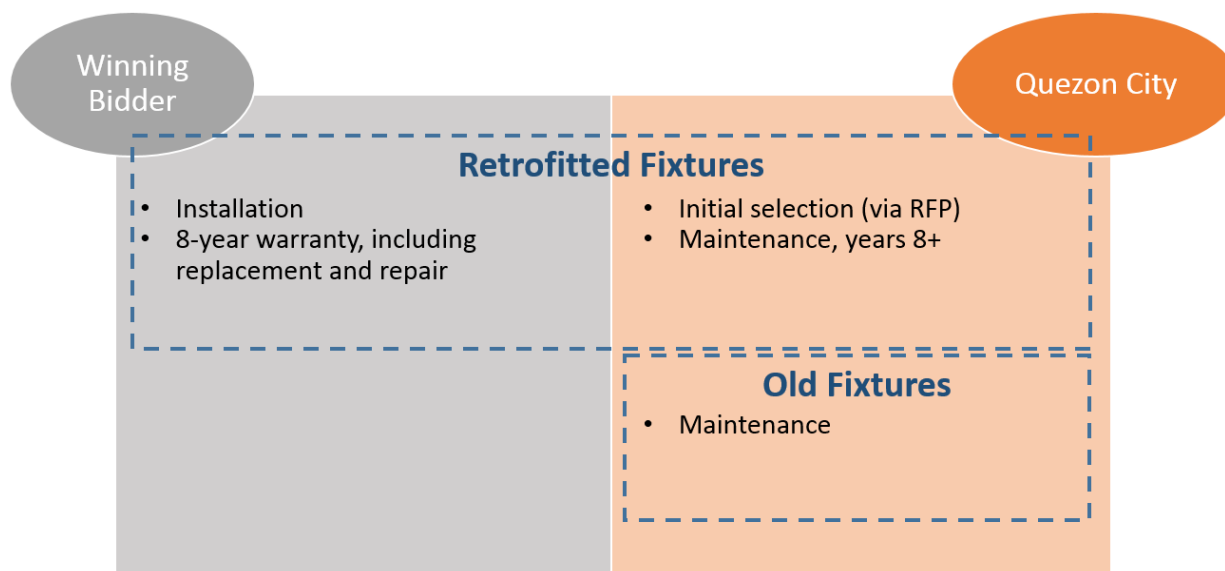 Winning
Bidder
Quezon City
Retrofitted Fixtures
• Installation
• 8-year warranty, including
replacement and repair
• Initial selection (via RFP)
• Maintenance, years 8+
Old Fixtures
• Maintenance